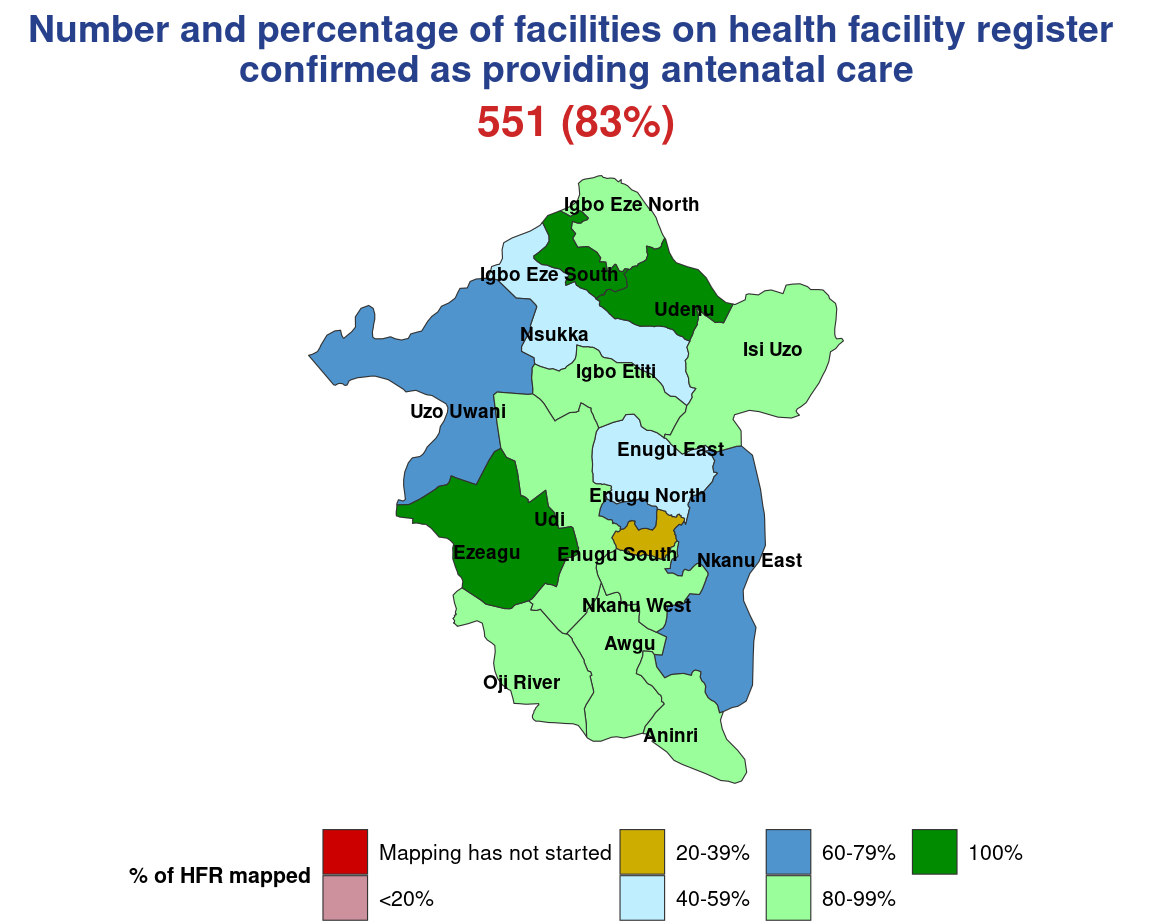 Number and percentage of facilities on health facility register
confirmed as providing antenatal care
551 (83%)
Igbo Eze North
Igbo Eze South
Udenu
Nsukka
Isi Uzo
Igbo Etiti
Uzo Uwani
Enugu East
Enugu North
Udi
Ezeagu
Enugu South
Nkanu East
Nkanu West
Awgu
Oji River
Aninri
% of HFR mapped
Mapping has not started
<20%
20-39%
40-59%
60-79%
80-99%
100%